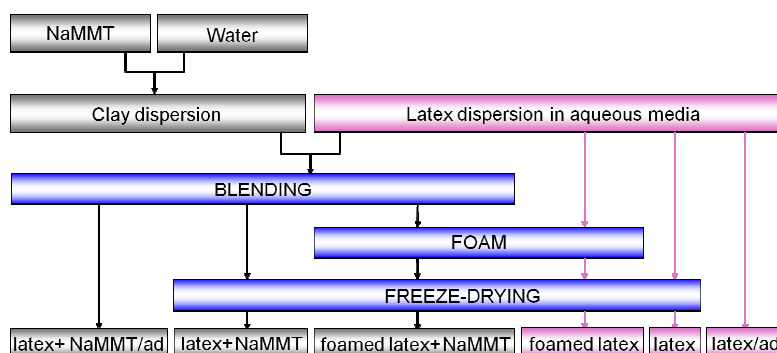 NaMMT
Water
Clay dispersion
Latex dispersion in aqueous media
BLENDING
FOAM
FREEZE-DRYING
latex+ NaMMT/ad
latex+NaMMT
foamed latex+NaMMT
foamed latex
latex
latex/ad